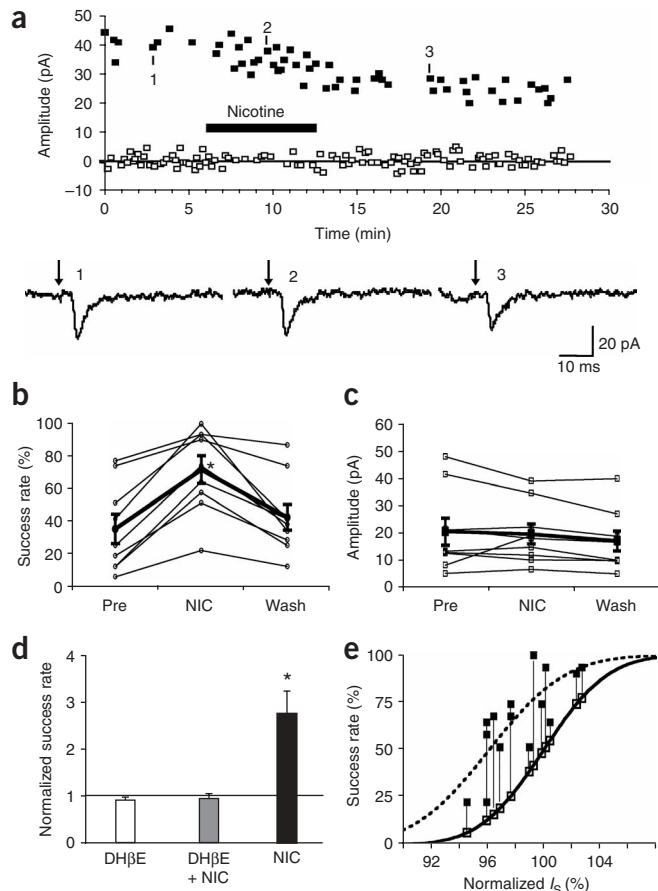 a
Amplitude (pA)
50
40
30
20
10
0
–10
1
2
3
Nicotine
0 5 10 15 20 25 30
Time (min)
1 2 3
20 pA
10 ms
b
Success rate (%)
100
80
60
40
20
0
*
Pre NIC Wash
c
Amplitude (pA)
60
50
40
30
20
10
0
Pre NIC Wash
d
Normalized success rate
4
3
2
1
0
*
DHβE DHβE NIC
+ NIC
e
Success rate (%)
100
75
50
25
0
92 96 100 104
Normalized IS (%)